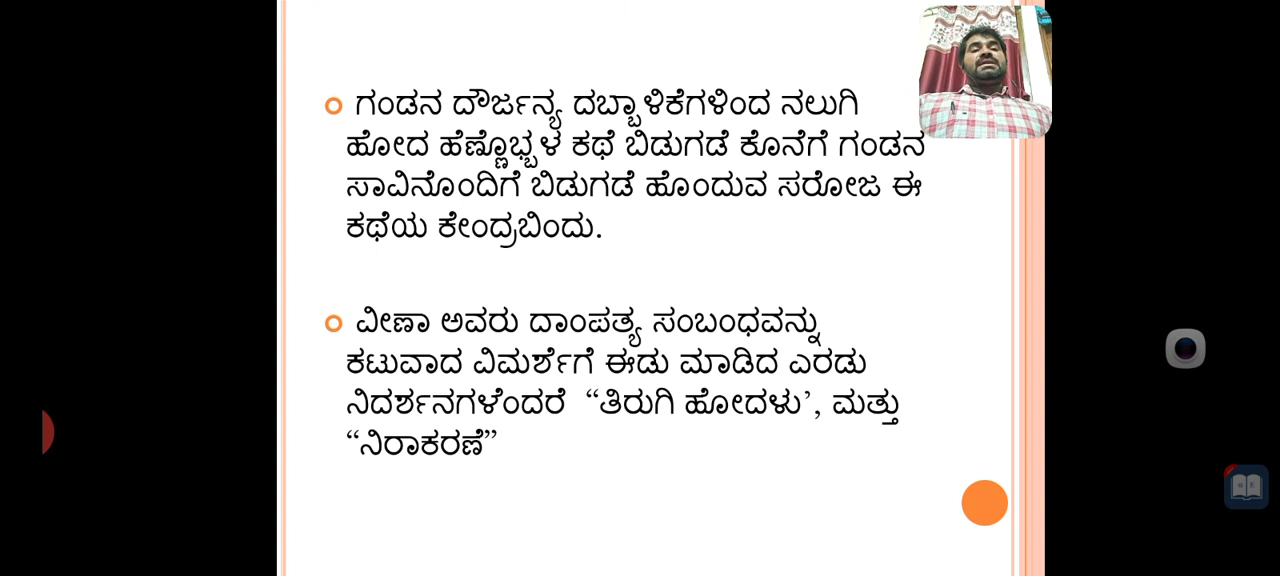 ಗಂಡನ ದೌರ್ಜನ್ಯ ದಬ್ಬಾಳಿಕೆಗಳಿಂದ ನಲುಗಿ
ಹೋದ ಹೆಣ್ಣೊಬ್ಬಳ ಕಥೆ ಬಿಡುಗಡೆ ಕೊನೆಗೆ ಗಂಡನ
ಸಾವಿನೊಂದಿಗೆ ಬಿಡುಗಡೆ ಹೊಂದುವ ಸರೋಜ ಈ
ಕಥೆಯ ಕೇಂದ್ರಬಿಂದು.
ವೀಣಾ ಅವರು ದಾಂಪತ್ಯ ಸಂಬಂಧವನ್ನು
ಕಟುವಾದ ವಿಮರ್ಶೆಗೆ ಈಡು ಮಾಡಿದ ಎರಡು
ನಿದರ್ಶನಗಳೆಂದರೆ “ತಿರುಗಿ ಹೋದಳು’, ಮತ್ತು
“ನಿರಾಕರಣೆ”